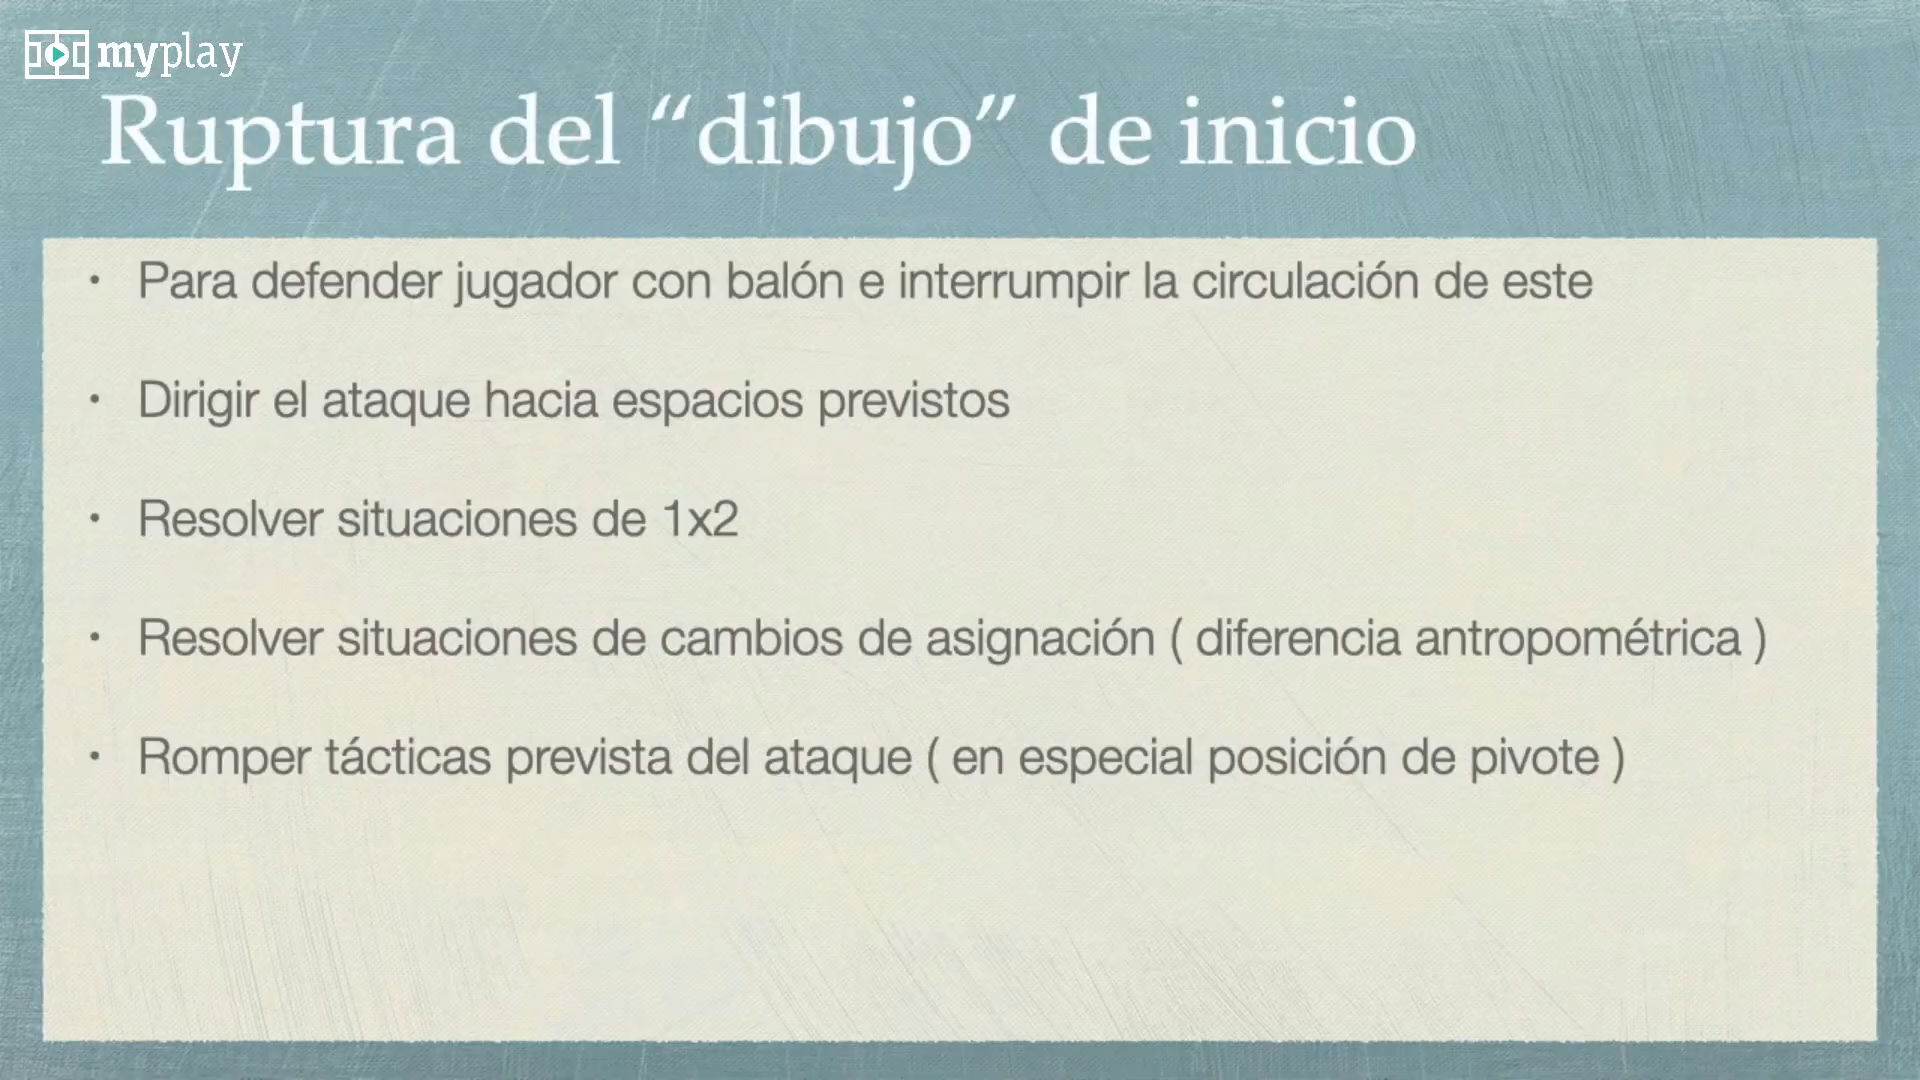 myplay
Ruptura del “dibujo” de inicio
• Para defender jugador con balón e interrumpir la circulación de este
• Dirigir el ataque hacia espacios previstos
• Resolver situaciones de 1x2
• Resolver situaciones de cambios de asignación ( diferencia antropométrica )
• Romper tácticas prevista del ataque ( en especial posición de pivote )